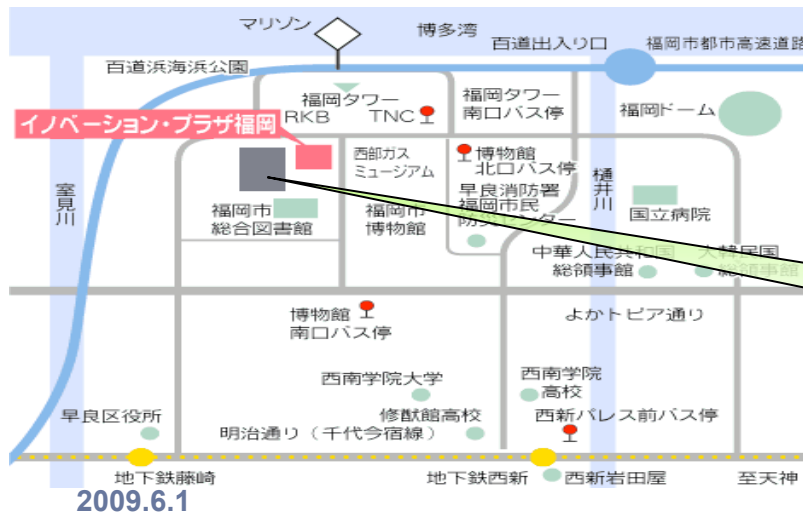 マリゾン
博多湾
百道出入り口
福岡市都市高速道路
百道浜海浜公園
福岡タワー
RKB TNC
福岡タワー
南口バス停
福岡ドーム
イノベーション・プラザ福岡
西部ガス
ミュージアム
博物館
北口バス停
早良消防署
福岡市民
防災センター
室見川
樋井川
福岡市
総合図書館
福岡市
博物館
国立病院
中華人民共和国
総領事館
大韓民国
総領事館
博物館
南口バス停
よかトピア通り
西南学院大学
西南学院
高校
早良区役所
修猷館高校
西新パレス前バス停
明治通り(千代今宿線)
地下鉄藤崎
地下鉄西新
西新岩田屋
至天神
2009.6.1